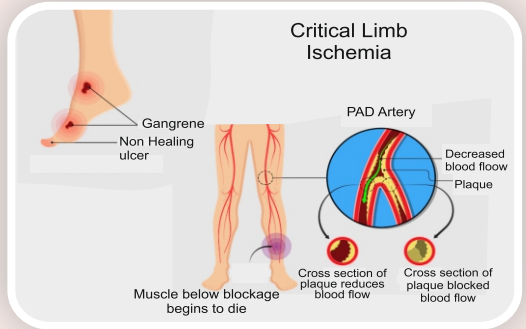 Critical Limb
Ischemia
Gangrene
Non Healing
ulcer
PAD Artery
Decreased
blood floow
Plaque
Cross section of
plaque reduces
blood flow
Cross section of
plaque blocked
blood flow
Muscle below blockage
begins to die